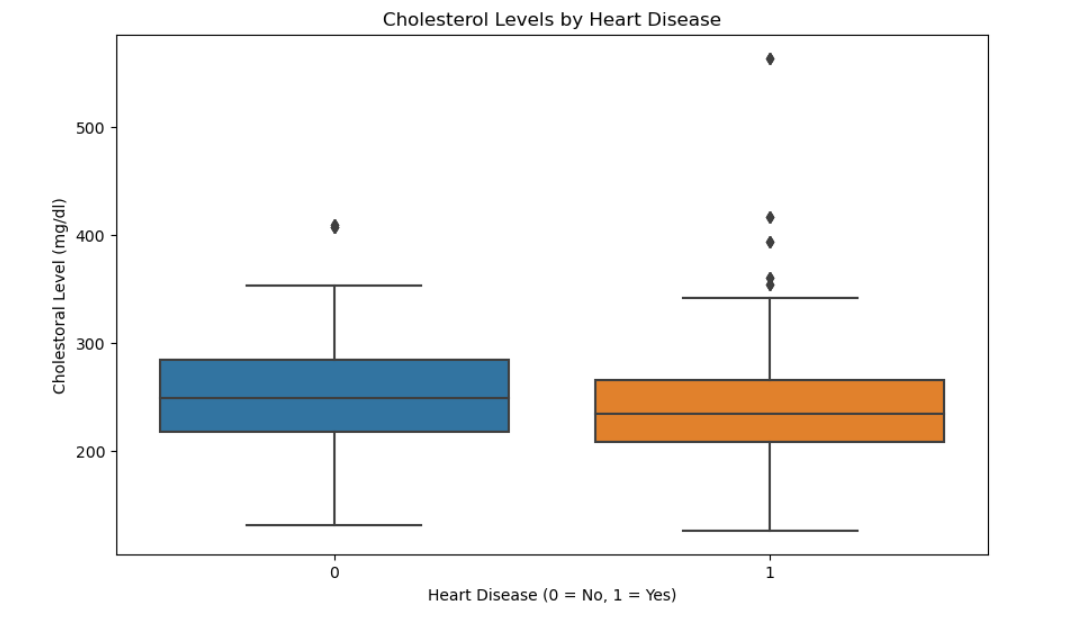 Cholesterol Levels by Heart Disease
500
400
300
200
Cholestoral Level (mg/dl)
0
1
Heart Disease (0 = No, 1 = Yes)